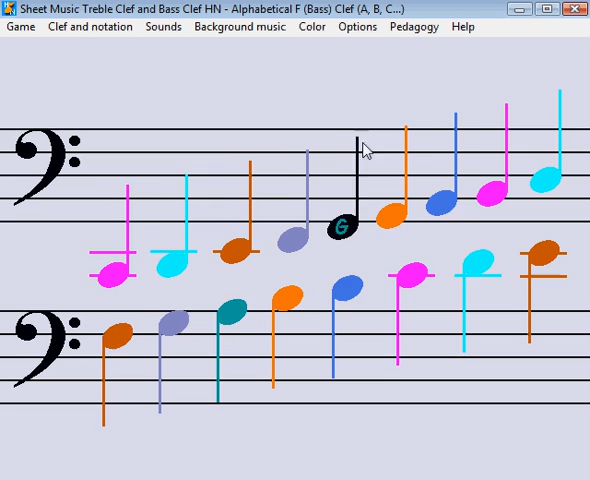 Sheet Music Treble Clef and Bass Clef HN - Alphabetical F (Bass) Clef (A, B, C...)
Game Clef and notation Sounds Background music Color Options Pedagogy Help
G